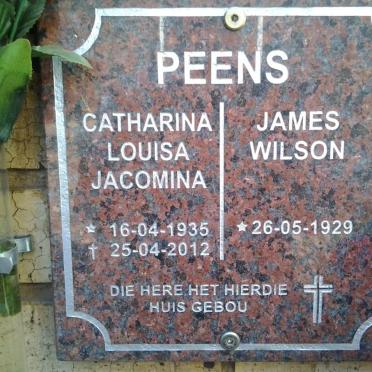 PEENS
CATHARINA
LOUISA
JACOMINA
16-04-1935
25-04-2012
JAMES
WILSON
26-05-1929
DIE HERE HET HIERDIE
HUIS GEBOU